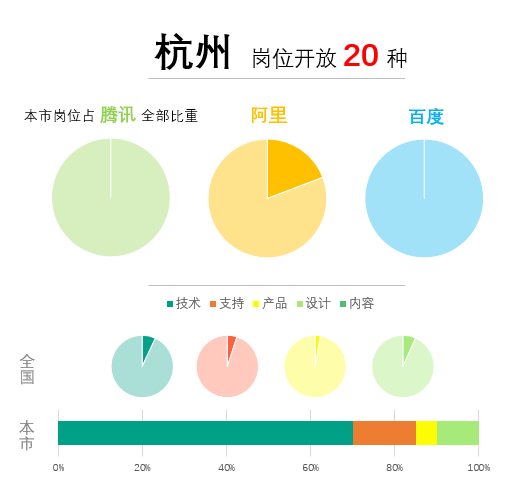 杭州 岗位开放 20 种
本市岗位占 腾讯 全部比重 阿里 百度
技术 支持 产品 设计 内容
全国
本市
0% 20% 40% 60% 80% 100%